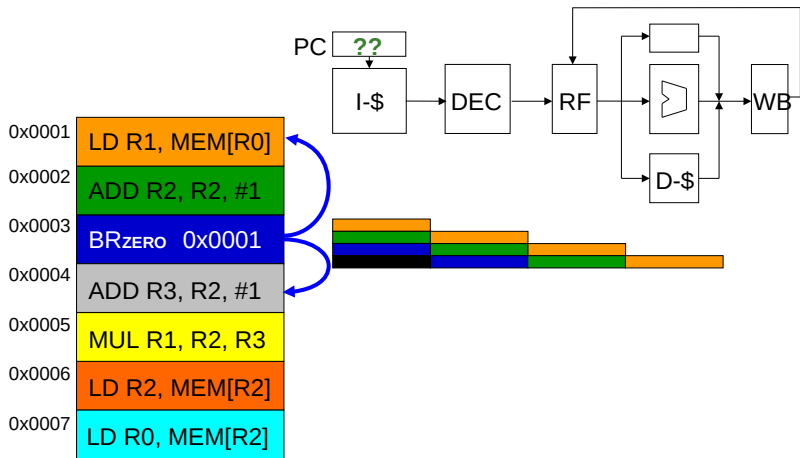 PC ??
I-$ DEC RF D-$ WB
0x0001 LD R1, MEM[R0]
0x0002 ADD R2, R2, #1
0x0003 BRZERO 0x0001
0x0004 ADD R3, R2, #1
0x0005 MUL R1, R2, R3
0x0006 LD R2, MEM[R2]
0x0007 LD R0, MEM[R2]